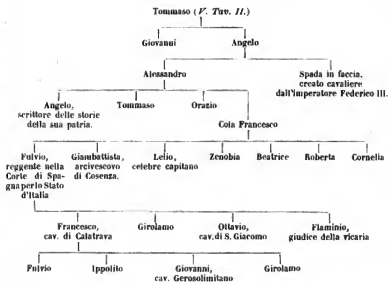 Tommaso (V. Tav. II.)
Giovanni Angelo
Alessandro Spada in faccia,
creato cavaliere
dall'imperatore Federico III.
Angelo, Tommaso Orazio
scrittore delle storie
della sua patria.
Cola Francesco
Fulvio, Giambattista, Lelio, Zenobia Beatrice Roberta Cornelia
reggente nella arcivescovo celebre capitano
Corte di Spa- di Cosenza.
gna per lo Stato
d'Italia
Francesco, Girolamo Ottavio, Flaminio,
cav. di Calatrava cav. di S. Giacomo giudice della vicaria
Fulvio Ippolito Giovanni, Girolamo
cav. Gerosolimitano